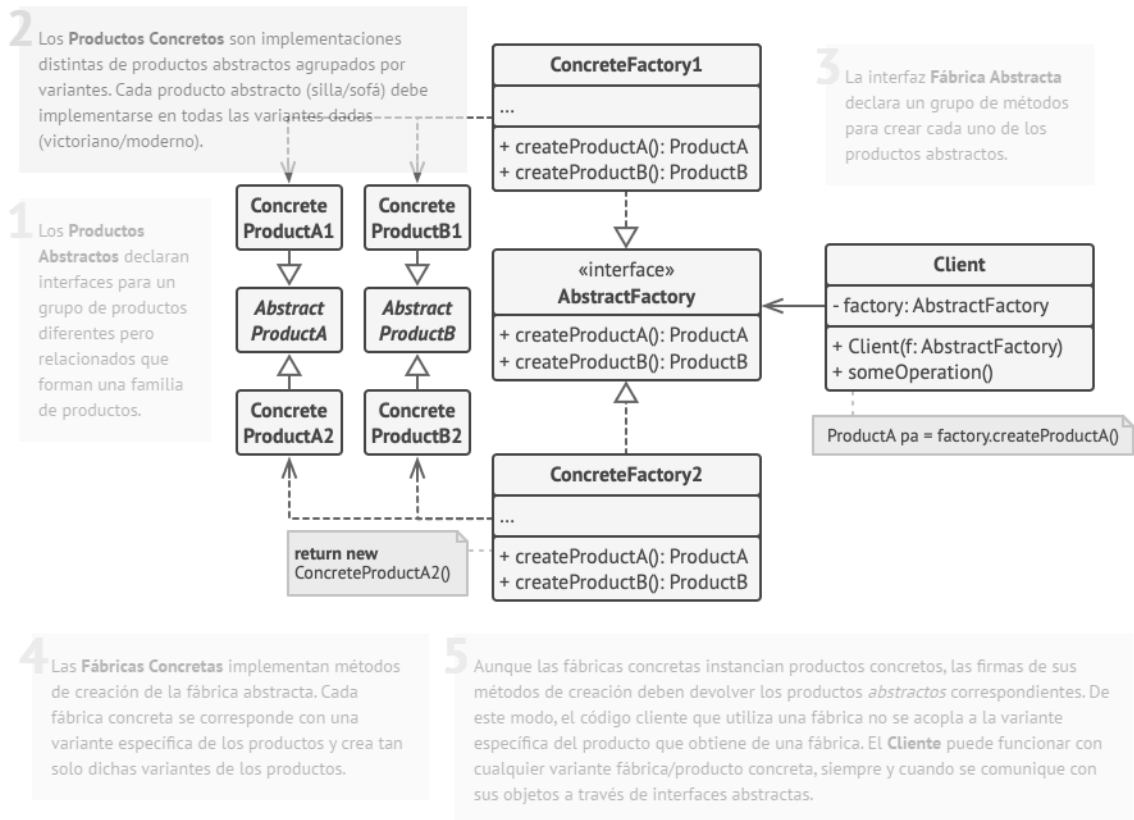 2
Los Productos Concretos son implementaciones
distintas de productos abstractos agrupados por
variantes. Cada producto abstracto (silla/sofá) debe
implementarse en todas las variantes dadas
(victoriano/moderno).
ConcreteFactory1
...
+ createProductA(): ProductA
+ createProductB(): ProductB
3
La interfaz Fábrica Abstracta
declara un grupo de métodos
para crear cada uno de los
productos abstractos.
1
Los Productos
Abstractos declaran
interfaces para un
grupo de productos
diferentes pero
relacionados que
forman una familia
de productos.
Concrete
ProductA1
Concrete
ProductB1
Abstract
ProductA
Abstract
ProductB
Concrete
ProductA2
Concrete
ProductB2
«interface»
AbstractFactory
+ createProductA(): ProductA
+ createProductB(): ProductB
Client
- factory: AbstractFactory
+ Client(f: AbstractFactory)
+ someOperation()
ProductA pa = factory.createProductA()
ConcreteFactory2
...
+ createProductA(): ProductA
+ createProductB(): ProductB
return new
ConcreteProductA2()
4
Las Fábricas Concretas implementan métodos
de creación de la fábrica abstracta. Cada
fábrica concreta se corresponde con una
variante específica de los productos y crea tan
solo dichas variantes de los productos.
5
Aunque las fábricas concretas instancian productos concretos, las firmas de sus
métodos de creación deben devolver los productos abstractos correspondientes. De
este modo, el código cliente que utiliza una fábrica no se acopla a la variante
específica del producto que obtiene de una fábrica. El Cliente puede funcionar con
cualquier variante fábrica/producto concreta, siempre y cuando se comunique con
sus objetos a través de interfaces abstractas.